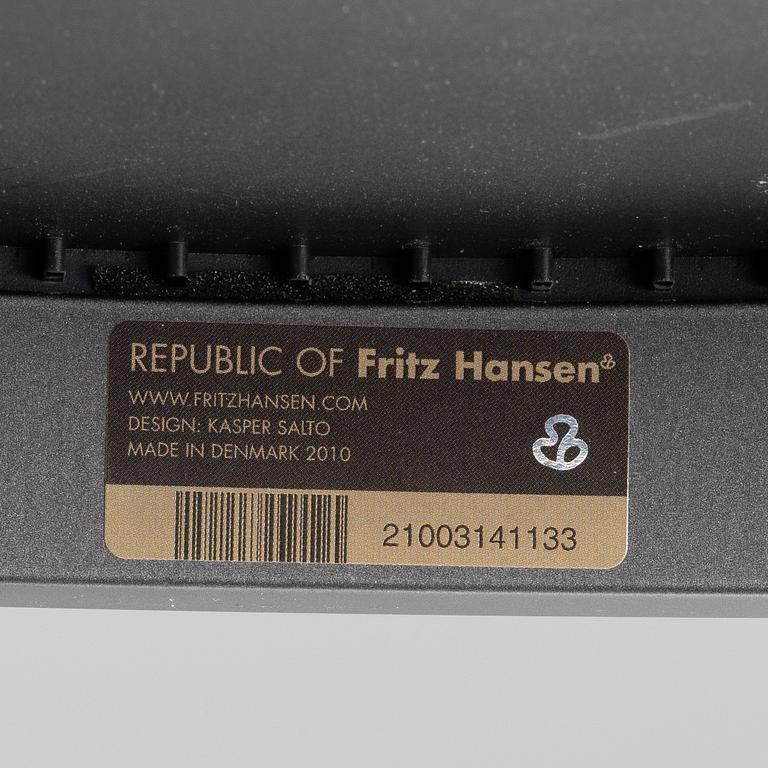 REPUBLIC OF Fritz Hansen
WWW.FRITZHANSEN.COM
DESIGN: KASPER SALTO
MADE IN DENMARK 2010
21003141133